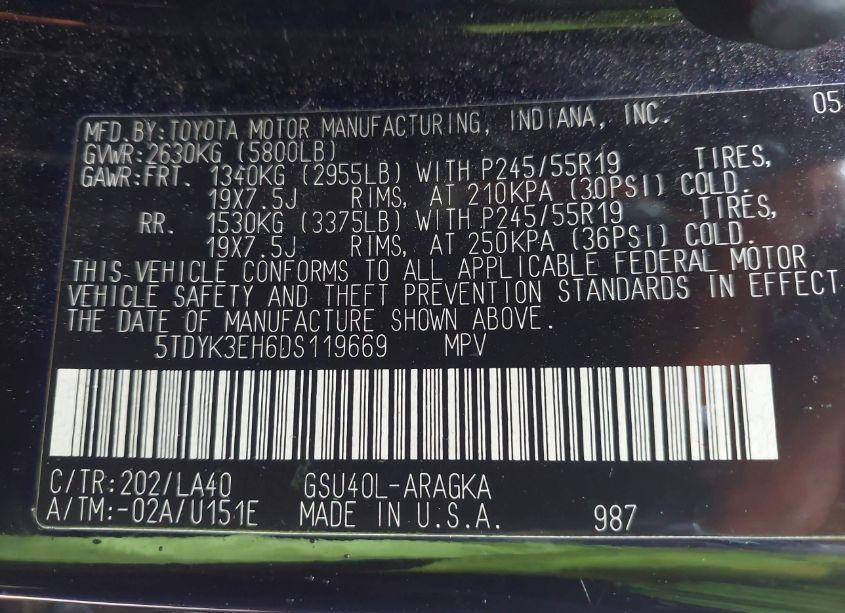 MFD. BY: TOYOTA MOTOR MANUFACTURING, INDIANA, INC. 05
GVWR: 2630KG (5800LB)
GAWR: FRT. 1340KG (2955LB) WITH P245/55R19 TIRES,
19X7.5J RIMS, AT 210KPA (30PSI) COLD.
RR. 1530KG (3375LB) WITH P245/55R19 TIRES,
19X7.5J RIMS, AT 250KPA (36PSI) COLD.
THIS VEHICLE CONFORMS TO ALL APPLICABLE FEDERAL MOTOR
VEHICLE SAFETY AND THEFT PREVENTION STANDARDS IN EFFECT
THE DATE OF MANUFACTURE SHOWN ABOVE.
5TDYK3EH6DS119669 MPV
C/TR: 202/LA40 GSU40L-ARAGKA
A/TM: -02A/U151E MADE IN U.S.A. 987